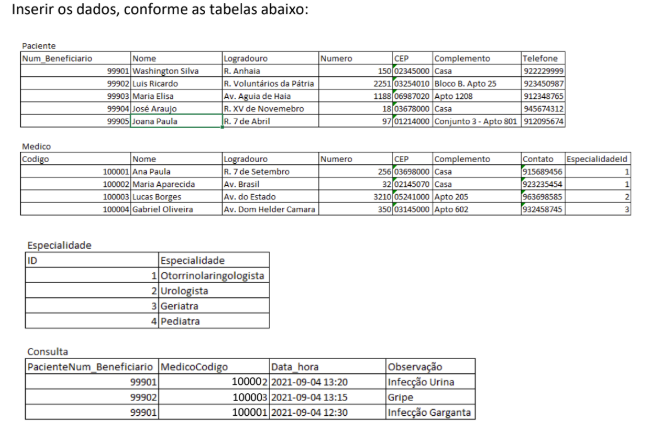 Inserir os dados, conforme as tabelas abaixo:
Paciente
Num_Beneficiario Nome Logradouro Numero CEP Complemento Telefone
99901 Washington Silva R. Anhaia 150 02345000 Casa 922229999
99902 Luis Ricardo R. Voluntários da Pátria 2251 03254010 Bloco B. Apto 25 923450987
99903 Maria Elisa Av. Aguia de Haia 1188 06987020 Apto 1208 912348765
99904 José Araujo R. XV de Novemebro 18 03678000 Casa 945674312
99905 Joana Paula R. 7 de Abril 97 01214000 Conjunto 3 - Apto 801 912095674
Medico
Codigo Nome Logradouro Numero CEP Complemento Contato EspecialidadeId
100001 Ana Paula R. 7 de Setembro 256 03698000 Casa 915689456 1
100002 Maria Aparecida Av. Brasil 32 02145070 Casa 923235454 1
100003 Lucas Borges Av. do Estado 3210 05241000 Apto 205 963698585 2
100004 Gabriel Oliveira Av. Dom Helder Camara 350 03145000 Apto 602 932458745 3
Especialidade
ID Especialidade
1 Otorrinolaringologista
2 Urologista
3 Geriatra
4 Pediatra
Consulta
PacienteNum_Beneficiario MedicoCodigo Data_hora Observação
99901 100002 2021-09-04 13:20 Infecção Urina
99902 100003 2021-09-04 13:15 Gripe
99901 100001 2021-09-04 12:30 Infecção Garganta